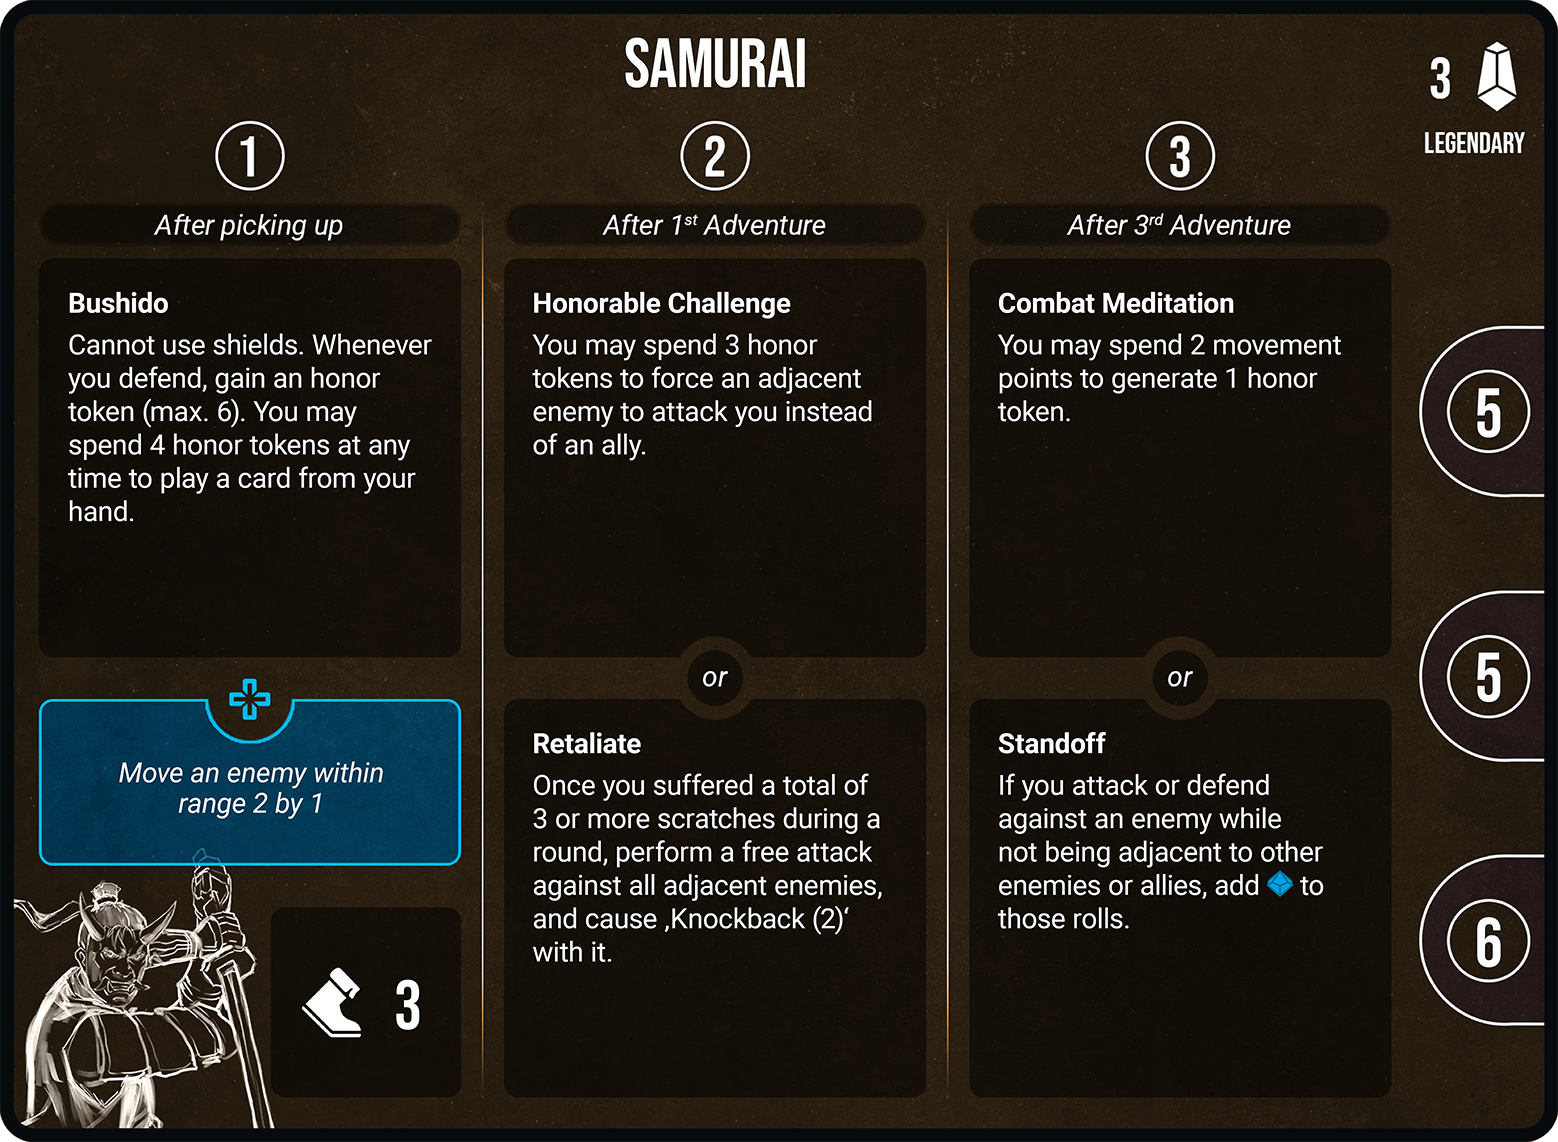 SAMURAI
3
LEGENDARY
1
After picking up
Bushido
Cannot use shields. Whenever
you defend, gain an honor
token (max. 6). You may
spend 4 honor tokens at any
time to play a card from your
hand.
Move an enemy within
range 2 by 1
3
2
After 1st Adventure
Honorable Challenge
You may spend 3 honor
tokens to force an adjacent
enemy to attack you instead
of an ally.
or
Retaliate
Once you suffered a total of
3 or more scratches during a
round, perform a free attack
against all adjacent enemies,
and cause ‚Knockback (2)‘
with it.
3
After 3rd Adventure
Combat Meditation
You may spend 2 movement
points to generate 1 honor
token.
or
Standoff
If you attack or defend
against an enemy while
not being adjacent to other
enemies or allies, add to
those rolls.
5
5
6